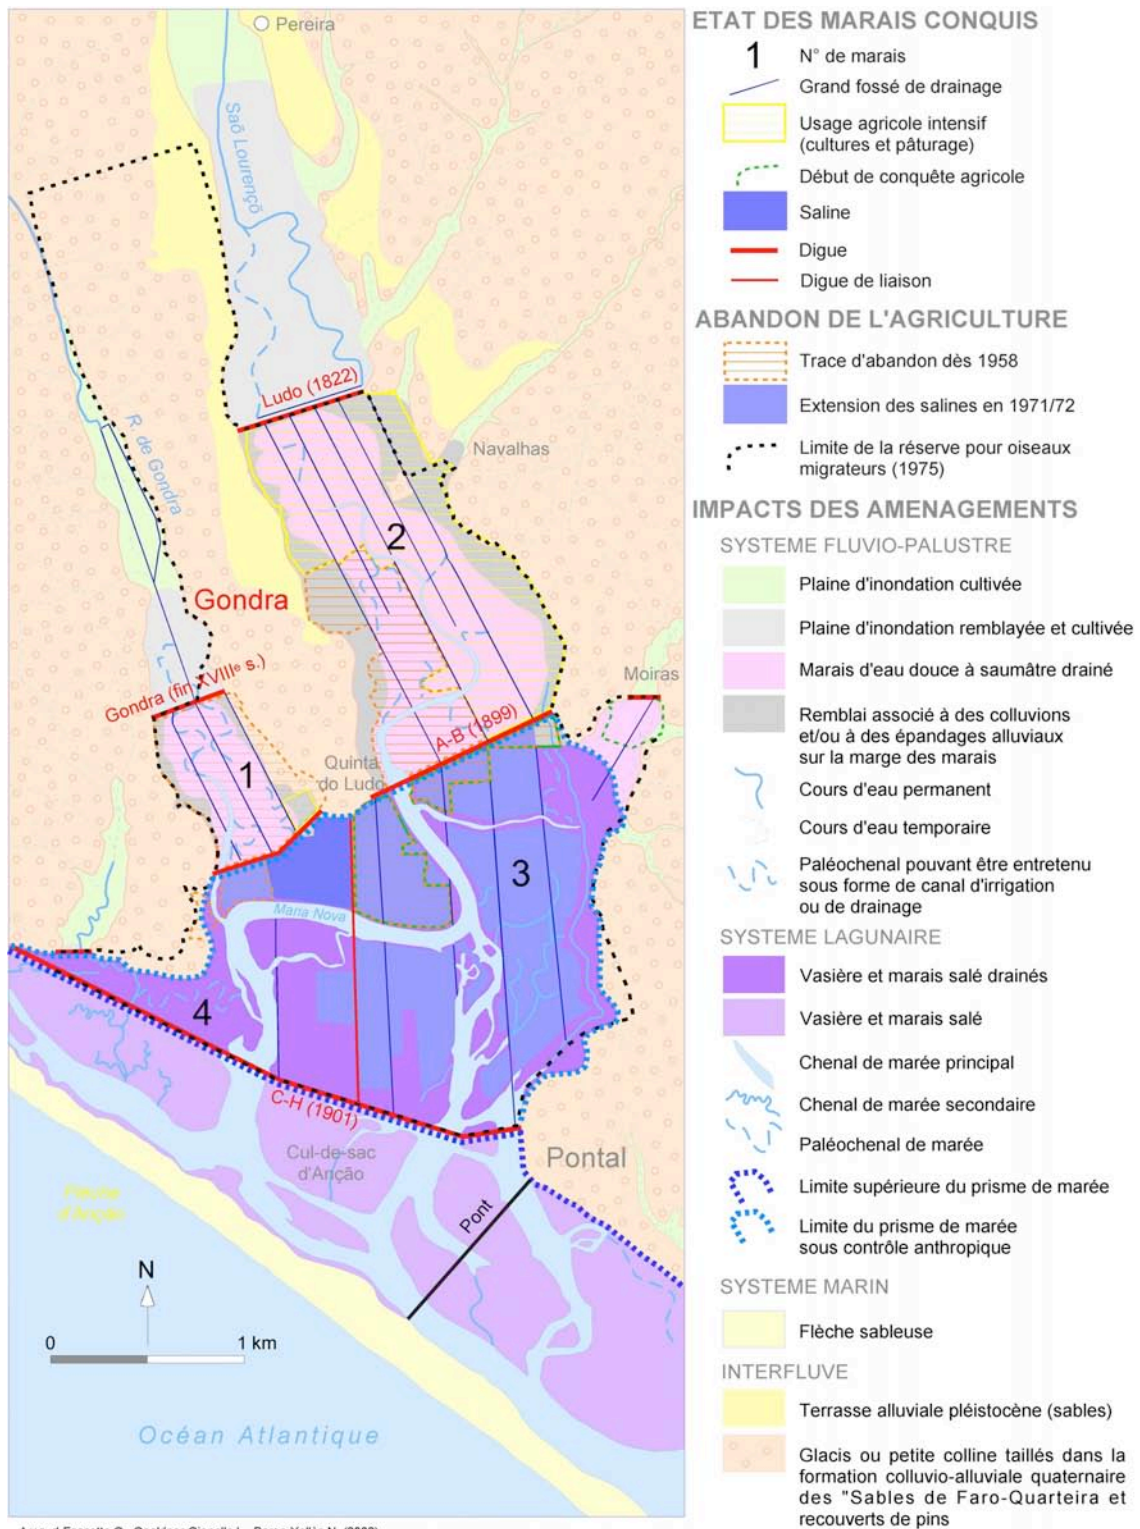 Pereira
Saô Lourençô
Ludo (1822)
R. de Gondra
Navalhas
2
Gondra
Moiras
Gondra (fin XVIIIe s.)
A-B (1899)
1
Quinta
do Ludo
3
Maria Nova
4
C-H (1901)
Cul-de-sac
d'Anção
Pontal
Flèche
d'Anção
Pont
N
0 1 km
Océan Atlantique
ETAT DES MARAIS CONQUIS
1 N° de marais
Grand fossé de drainage
Usage agricole intensif
(cultures et pâturage)
Début de conquête agricole
Saline
Digue
Digue de liaison
ABANDON DE L'AGRICULTURE
Trace d'abandon dès 1958
Extension des salines en 1971/72
Limite de la réserve pour oiseaux
migrateurs (1975)
IMPACTS DES AMENAGEMENTS
SYSTEME FLUVIO-PALUSTRE
Plaine d'inondation cultivée
Plaine d'inondation remblayée et cultivée
Marais d'eau douce à saumâtre drainé
Remblai associé à des colluvions
et/ou à des épandages alluviaux
sur la marge des marais
Cours d'eau permanent
Cours d'eau temporaire
Paléochenal pouvant être entretenu
sous forme de canal d'irrigation
ou de drainage
SYSTEME LAGUNAIRE
Vasière et marais salé drainés
Vasière et marais salé
Chenal de marée principal
Chenal de marée secondaire
Paléochenal de marée
Limite supérieure du prisme de marée
Limite du prisme de marée
sous contrôle anthropique
SYSTEME MARIN
Flèche sableuse
INTERFLUVE
Terrasse alluviale pléistocène (sables)
Glacis ou petite colline taillés dans la
formation colluvio-alluviale quaternaire
des "Sables de Faro-Quarteira et
recouverts de pins